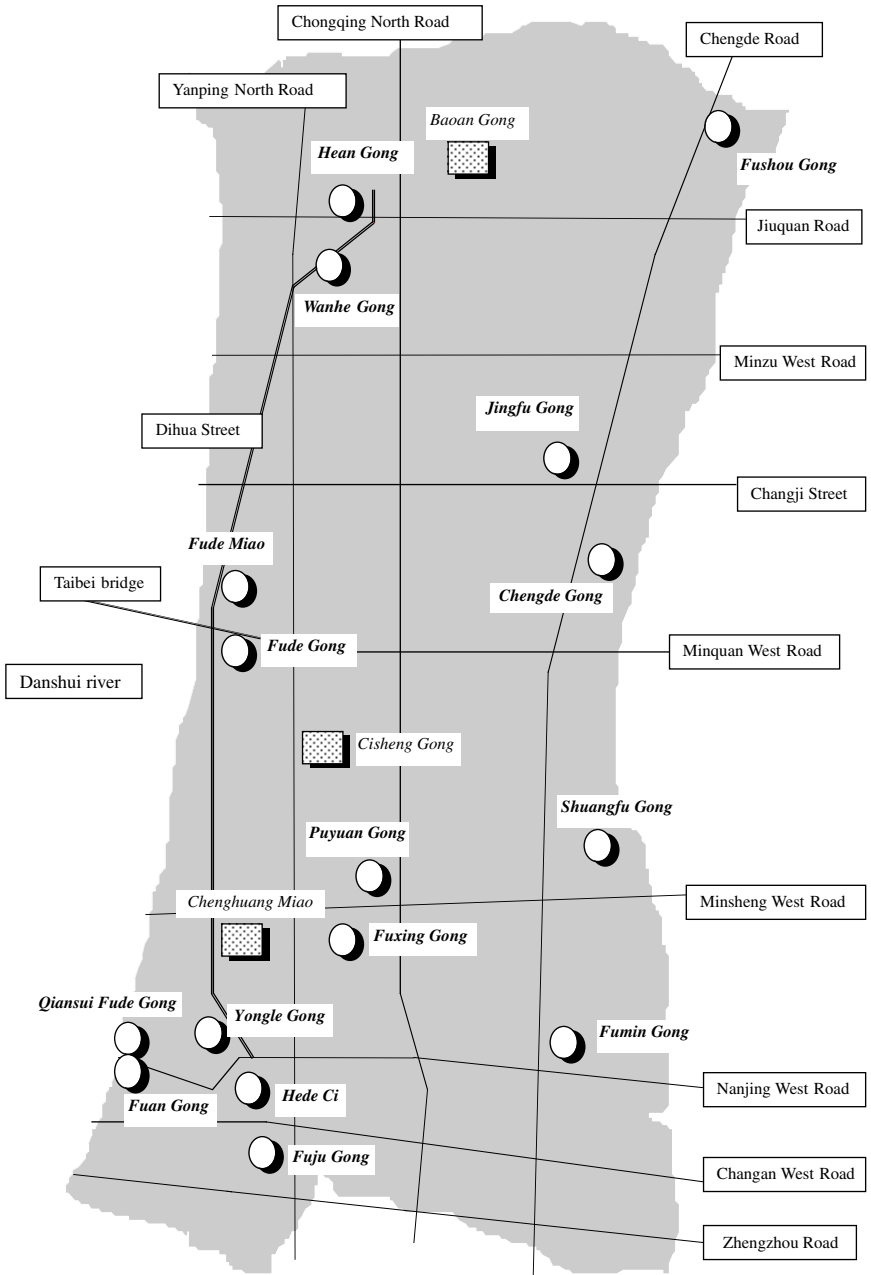 Chongqing North Road
Chengde Road
Yanping North Road
Baoan Gong
Hean Gong
Fushou Gong
Jiuquan Road
Wanhe Gong
Minzu West Road
Jingfu Gong
Dihua Street
Changji Street
Fude Miao
Taibei bridge
Chengde Gong
Fude Gong
Minquan West Road
Danshui river
Cisheng Gong
Shuangfu Gong
Puyuan Gong
Chenghuang Miao
Minsheng West Road
Fuxing Gong
Qiansui Fude Gong
Yongle Gong
Fumin Gong
Nanjing West Road
Hede Ci
Fuan Gong
Fuju Gong
Changan West Road
Zhengzhou Road